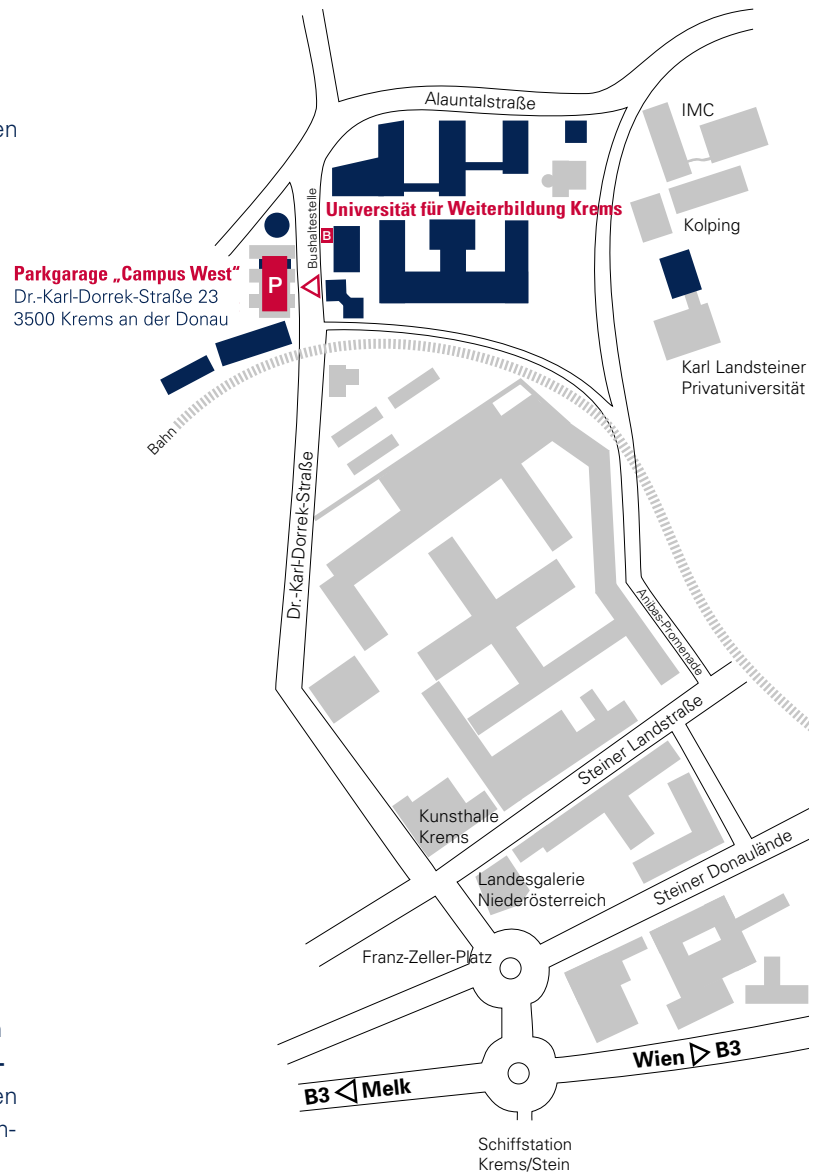 Alauntalstraße
en
IMC
Bushaltestelle
Universität für Weiterbildung Krems
B
Kolping
Parkgarage „Campus West“
P
Dr.-Karl-Dorrek-Straße 23
3500 Krems an der Donau
Karl Landsteiner
Privatuniversität
Bahn
Dr.-Karl-Dorrek-Straße
Anibas-Promenade
Steiner Landstraße
Kunsthalle
Krems
Steiner Donaulände
Landesgalerie
Niederösterreich
Franz-Zeller-Platz
Wien ▷ B3
B3 ◁ Melk
en
n-
Schiffstation
Krems/Stein